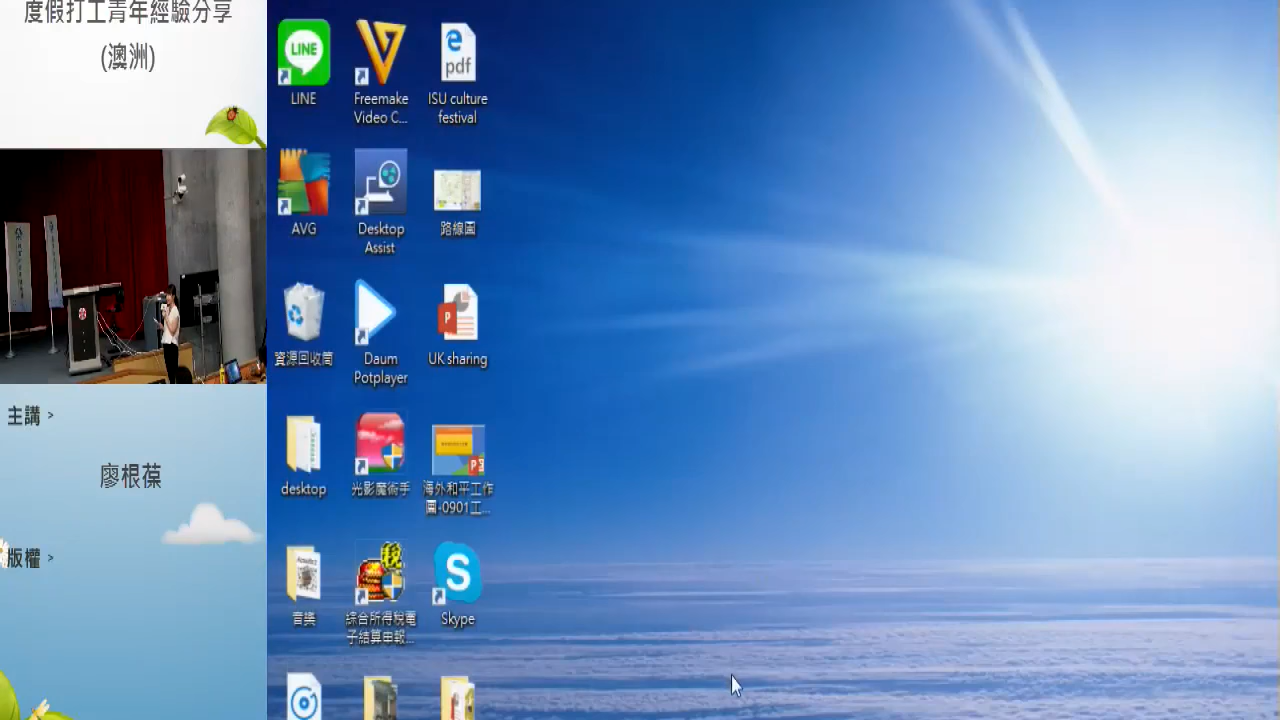 度假打工青年經驗分享
(澳洲)
主講 >
廖根葆
版權 >
LINE
LINE
Freemake
Video C...
pdf
ISU culture
festival
AVG
Desktop
Assist
路線圖
資源回收筒
Daum
Potplayer
P
UK sharing
desktop
光影魔術手
海外和平工作
團-0901工...
音樂
稅
綜合所得稅電
子結算申報...
S
Skype